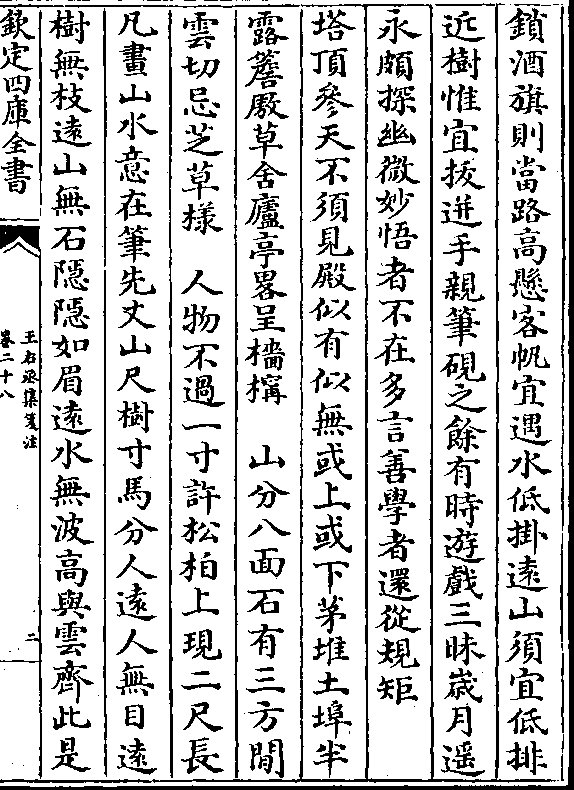 鎖酒旗則當路高懸客帆宜遇水低掛遠山須宜低排
近樹惟宜拔迸手親筆硯之餘有時遊戲三昧嵗月遥
永頗探幽微妙悟者不在多言善學者還從規矩
塔頂參天不須見殿似有似無或上或下茅堆土埠半
露簷廒草舍廬亭畧呈檣檸　山分八面石有三方閒
雲切忌芝草様　人物不過一寸許松柏上現二尺長
凡畫山水意在筆先丈山尺樹寸馬分人遠人無目遠
樹無枝遠山無石隠隠如眉遠水無波高與雲齊此是
欽定四庫全書
王右丞集箋注
卷二十八
二